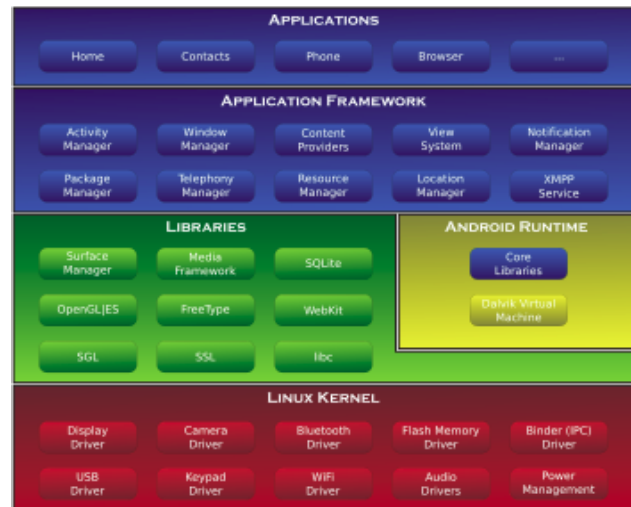 APPLICATIONS
Home Contacts Phone Browser ...
APPLICATION FRAMEWORK
Activity Manager
Window Manager
Content Providers
View System
Notification Manager
Package Manager
Telephony Manager
Resource Manager
Location Manager
XMPP Service
LIBRARIES
Surface Manager
Media Framework
SQLite
OpenGL|ES
FreeType
WebKit
SGL
SSL
libc
ANDROID RUNTIME
Core Libraries
Dalvik Virtual Machine
LINUX KERNEL
Display Driver
Camera Driver
Bluetooth Driver
Flash Memory Driver
Binder (IPC) Driver
USB Driver
Keypad Driver
WiFi Driver
Audio Drivers
Power Management